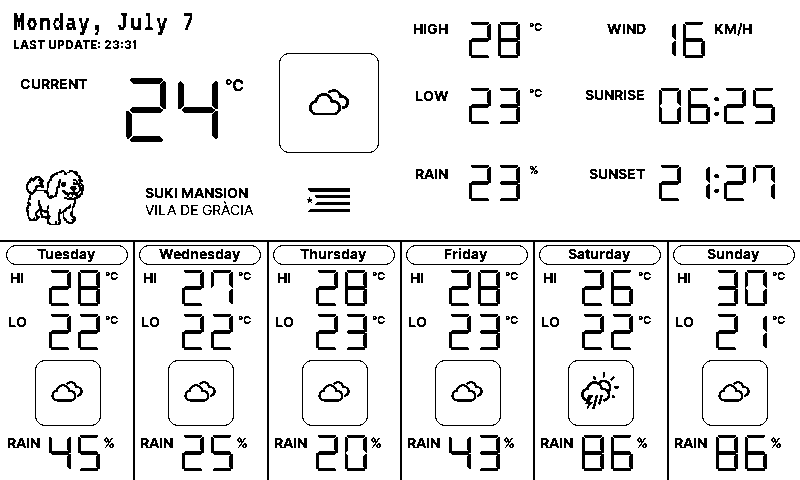 Monday, July 7
LAST UPDATE: 23:31
CURRENT 24 °C
SUKI MANSION
VILA DE GRÀCIA
HIGH 28 °C
WIND 16 KM/H
LOW 23 °C
SUNRISE 06:25
RAIN 23 %
SUNSET 21:27
Tuesday
HI 28 °C
LO 22 °C
RAIN 45 %
Wednesday
HI 27 °C
LO 22 °C
RAIN 25 %
Thursday
HI 28 °C
LO 23 °C
RAIN 20 %
Friday
HI 28 °C
LO 23 °C
RAIN 43 %
Saturday
HI 26 °C
LO 22 °C
RAIN 86 %
Sunday
HI 30 °C
LO 21 °C
RAIN 86 %